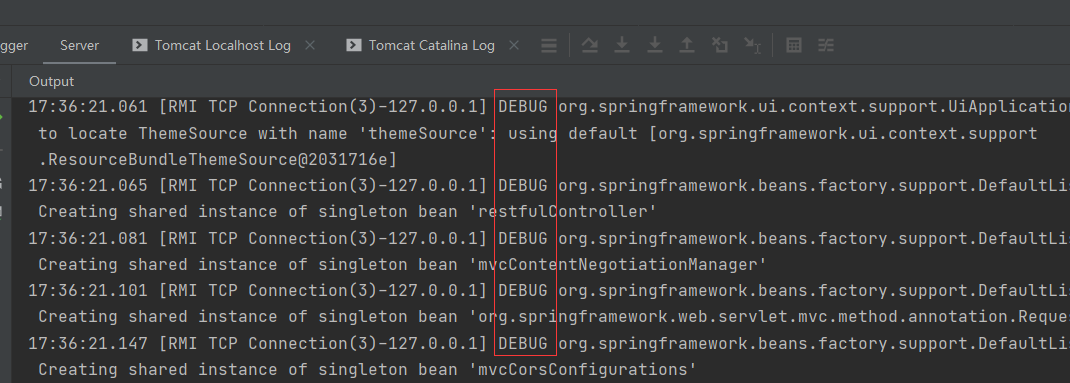 gger Server Tomcat Localhost Log Tomcat Catalina Log
Output
17:36:21.061 [RMI TCP Connection(3)-127.0.0.1] DEBUG org.springframework.ui.context.support.UiApplication
to locate ThemeSource with name 'themeSource': using default [org.springframework.ui.context.support
.ResourceBundleThemeSource@2031716e]
17:36:21.065 [RMI TCP Connection(3)-127.0.0.1] DEBUG org.springframework.beans.factory.support.DefaultLis
Creating shared instance of singleton bean 'restfulController'
17:36:21.081 [RMI TCP Connection(3)-127.0.0.1] DEBUG org.springframework.beans.factory.support.DefaultLis
Creating shared instance of singleton bean 'mvcContentNegotiationManager'
17:36:21.101 [RMI TCP Connection(3)-127.0.0.1] DEBUG org.springframework.beans.factory.support.DefaultLis
Creating shared instance of singleton bean 'org.springframework.web.servlet.mvc.method.annotation.Reque
17:36:21.147 [RMI TCP Connection(3)-127.0.0.1] DEBUG org.springframework.beans.factory.support.DefaultLis
Creating shared instance of singleton bean 'mvcCorsConfigurations'